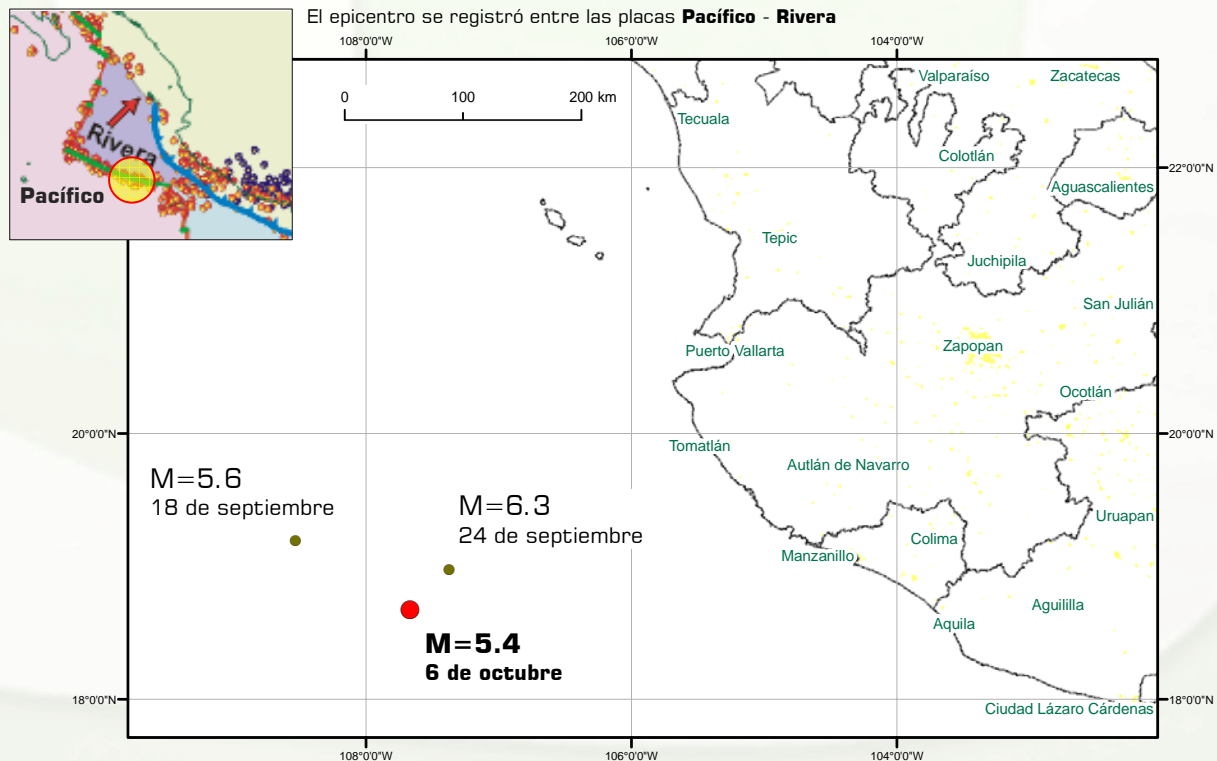 El epicentro se registró entre las placas Pacífico - Rivera
108°0'0"W
106°0'0"W
104°0'0"W
Rivera
Pacífico
0 100 200 km
Valparaíso
Zacatecas
Tecuala
Colotlán
22°0'0"N
Aguascalientes
Tepic
Juchipila
San Julián
Puerto Vallarta
Zapopan
Ocotlán
20°0'0"N
20°0'0"N
Tomatlán
Autlán de Navarro
M=5.6
18 de septiembre
M=6.3
24 de septiembre
Uruapan
Manzanillo
Colima
M=5.4
6 de octubre
Aguililla
Aquila
18°0'0"N
18°0'0"N
Ciudad Lázaro Cárdenas
108°0'0"W
106°0'0"W
104°0'0"W